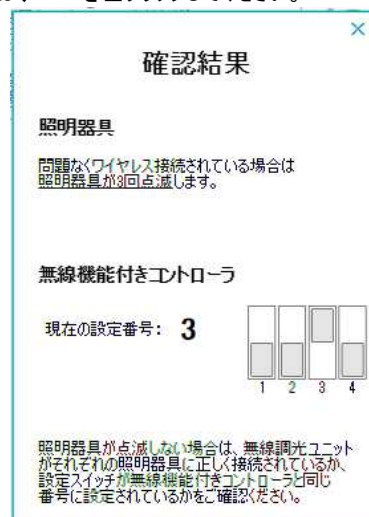 ×
確認結果
照明器具
問題なくワイヤレス接続されている場合は
照明器具が3回点滅します。
無線機能付きコントローラ
現在の設定番号： 3
1 2 3 4
照明器具が点滅しない場合は、無線調光ユニット
がそれぞれの照明器具に正しく接続されているか、
設定スイッチが無線機能付きコントローラと同じ
番号に設定されているかをご確認ください。